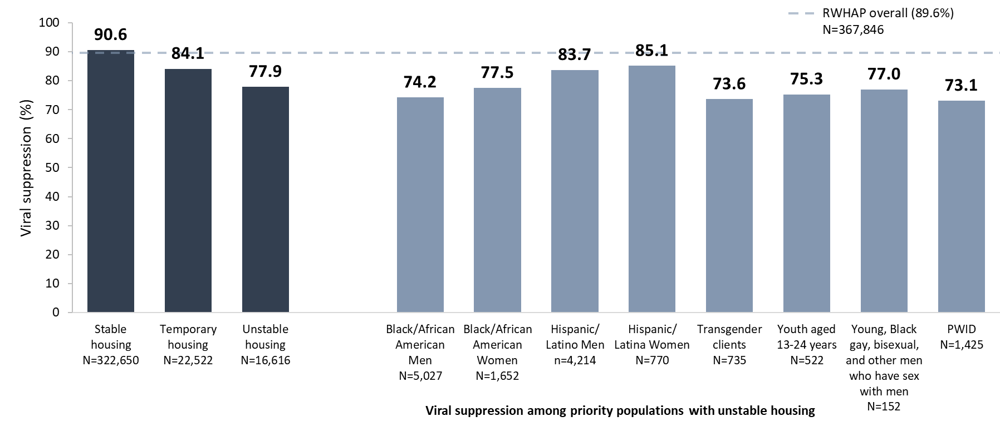 RWHAP overall (89.6%)
N=367,846
Viral suppression (%)
100
90
80
70
60
50
40
30
20
10
0
90.6
84.1
77.9
74.2
77.5
83.7
85.1
73.6
75.3
77.0
73.1
Stable
housing
N=322,650
Temporary
housing
N=22,522
Unstable
housing
N=16,616
Black/African
American
Men
N=5,027
Black/African
American
Women
N=1,652
Hispanic/
Latino Men
n=4,214
Hispanic/
Latina Women
N=770
Transgender
clients
N=735
Youth aged
13-24 years
N=522
Young, Black
gay, bisexual,
and other men
who have sex
with men
N=152
PWID
N=1,425
Viral suppression among priority populations with unstable housing